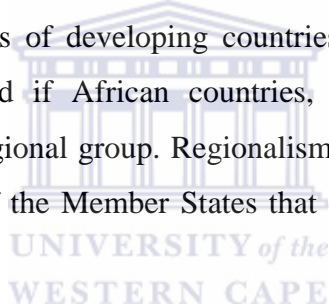 s of developing countries
d if African countries,
gional group. Regionalism
f the Member States that
UNIVERSITY of the
WESTERN CAPE